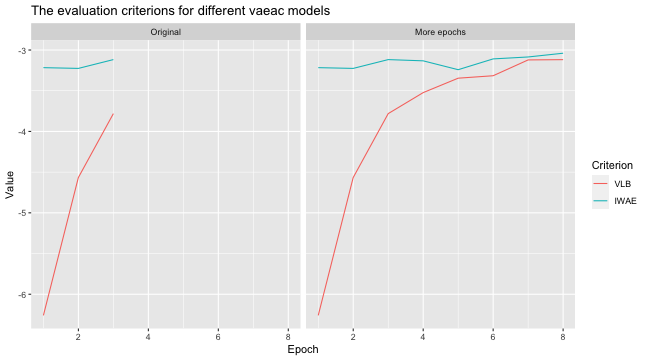 The evaluation criterions for different vaeac models
Original
More epochs
-3
-4
-5
-6
Value
2 4 6 8
2 4 6 8
Epoch
Criterion
VLB
IWAE